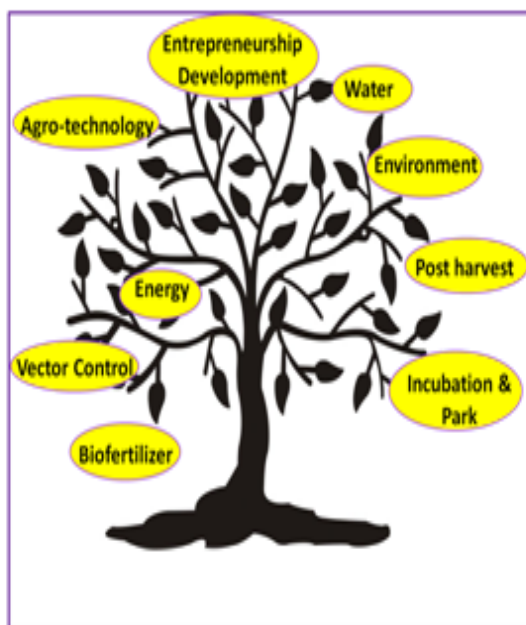 Entrepreneurship
Development
Water
Agro-technology
Environment
Post harvest
Energy
Vector Control
Incubation &
Park
Biofertilizer